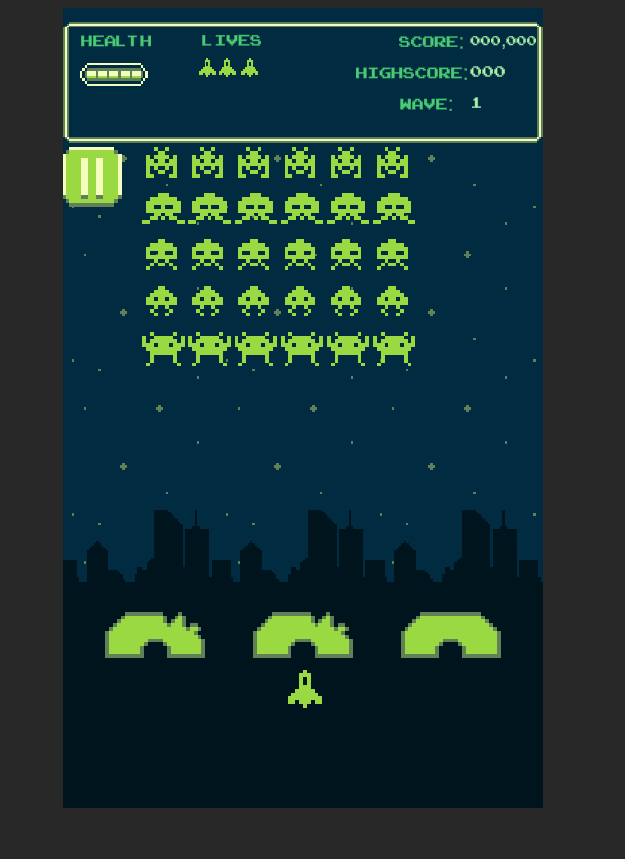 HEALTH
LIVES
SCORE: 000,000
HIGHSCORE:000
WAVE: 1